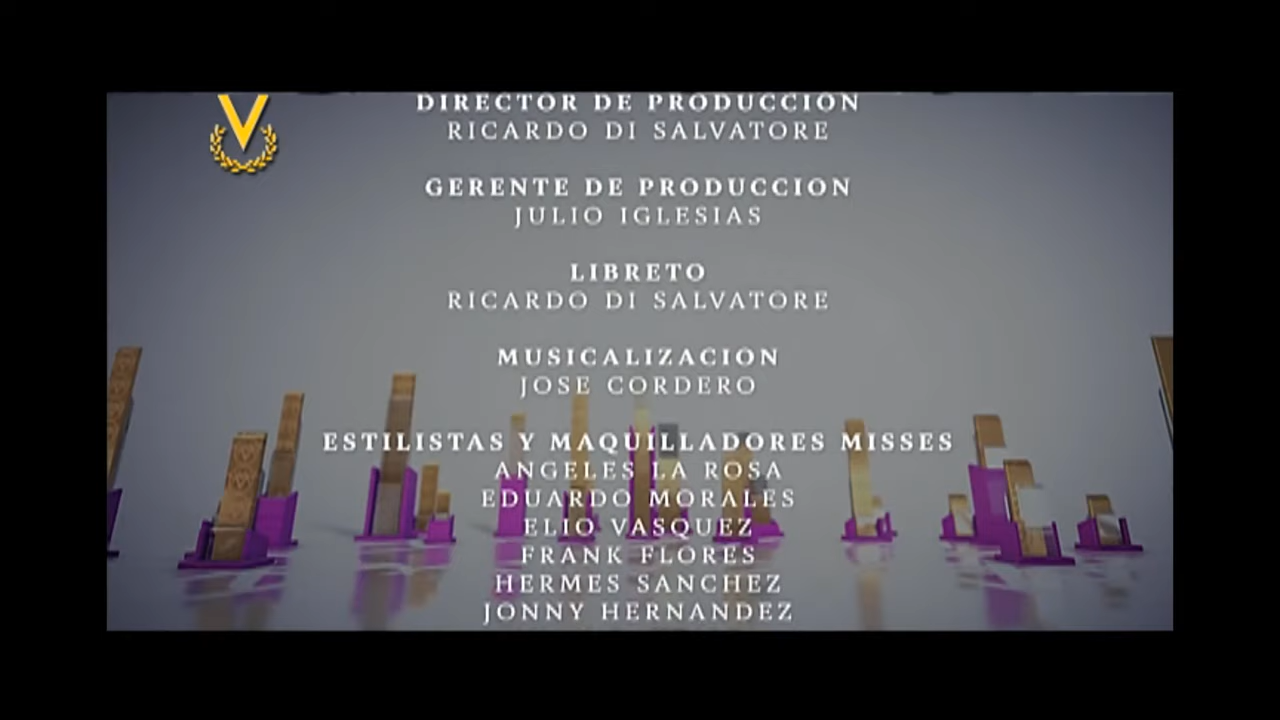 DIRECTOR DE PRODUCCION
RICARDO DI SALVATORE
GERENTE DE PRODUCCION
JULIO IGLESIAS
LIBRETO
RICARDO DI SALVATORE
MUSICALIZACION
JOSE CORDERO
ESTILISTAS Y MAQUILLADORES MISSES
ANGELES LA ROSA
EDUARDO MORALES
ELIO VASQUEZ
FRANK FLORES
HERMES SANCHEZ
JONNY HERNANDEZ